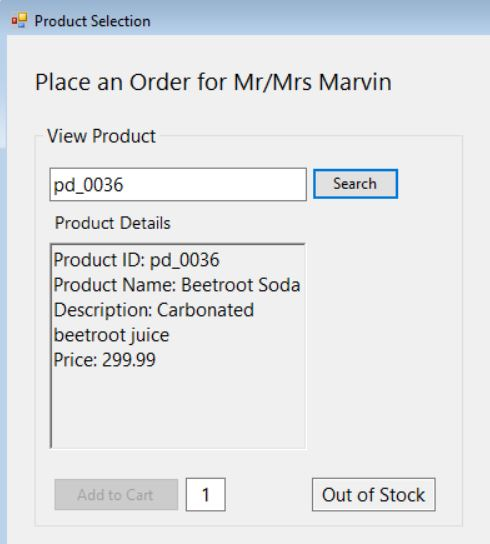 Product Selection
Place an Order for Mr/Mrs Marvin
View Product
pd_0036
Search
Product Details
Product ID: pd_0036
Product Name: Beetroot Soda
Description: Carbonated
beetroot juice
Price: 299.99
Add to Cart
1
Out of Stock